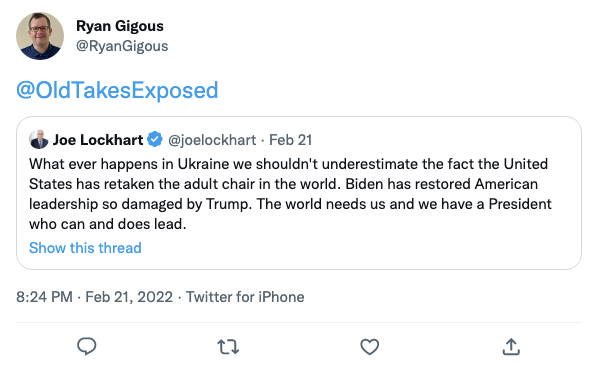 Ryan Gigous
@RyanGigous
@OldTakesExposed
Joe Lockhart @joelockhart · Feb 21
What ever happens in Ukraine we shouldn't underestimate the fact the United
States has retaken the adult chair in the world. Biden has restored American
leadership so damaged by Trump. The world needs us and we have a President
who can and does lead.
Show this thread
8:24 PM · Feb 21, 2022 · Twitter for iPhone